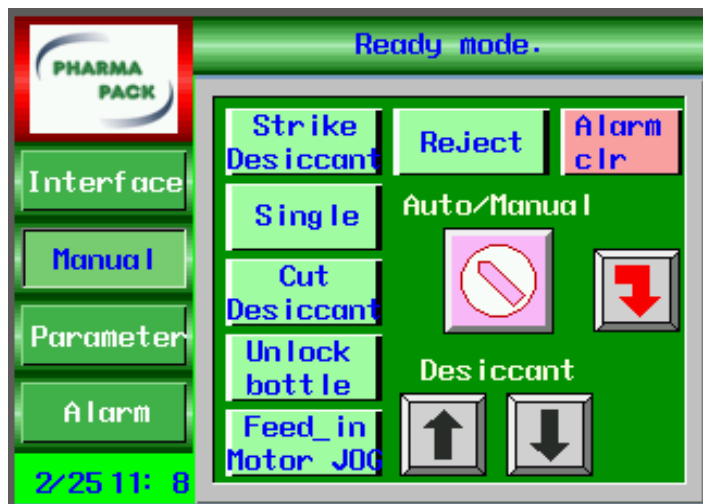 PHARMA
PACK
Ready mode.
Interface
Manual
Parameter
Alarm
2/25 11: 8
Strike
Desiccant
Reject
Alarm
clr
Single
Auto/Manual
Cut
Desiccant
Unlock
bottle
Desiccant
Feed_in
Motor JOG